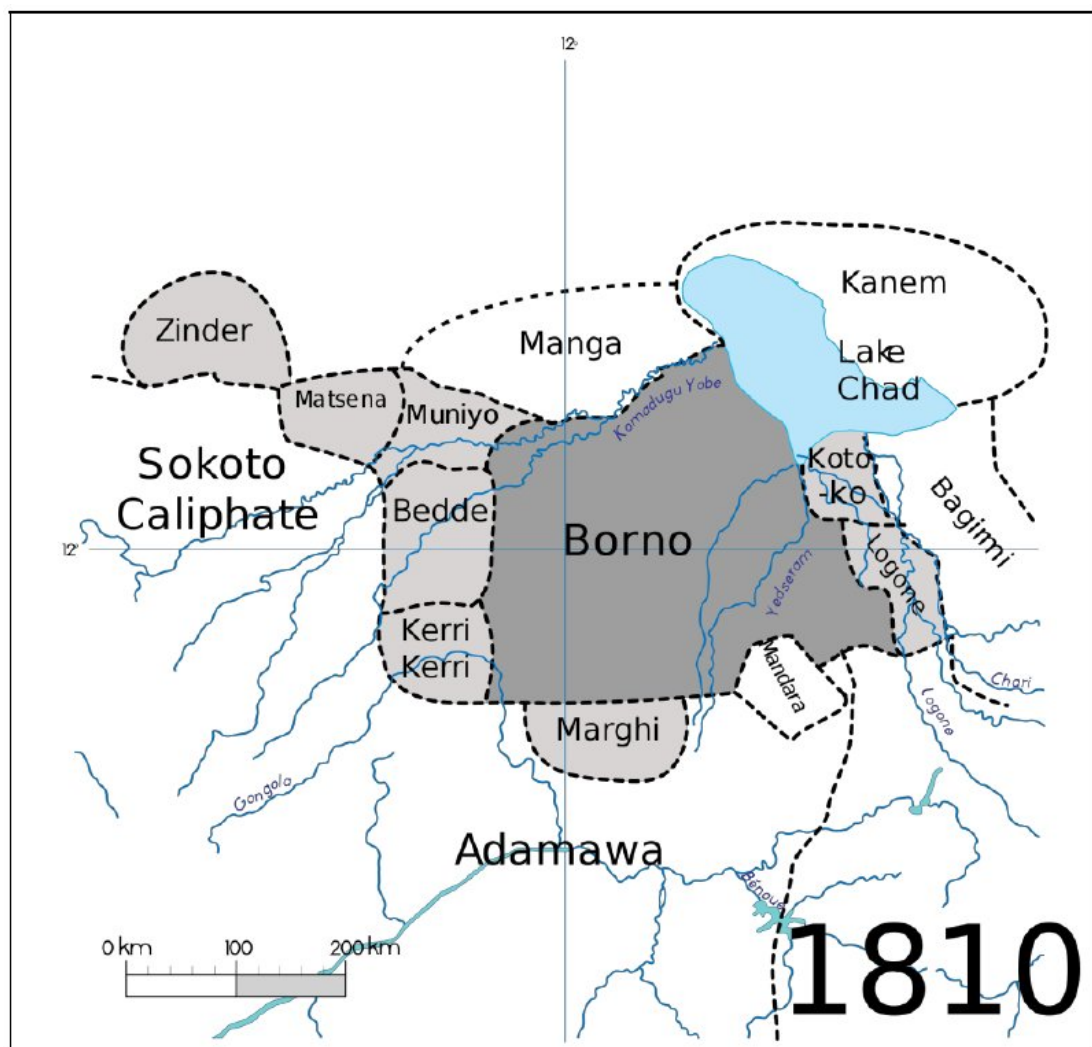 12°
Kanem
Zinder
Manga
Lake
Chad
Komadugu Yobe
Matsena
Muniyo
Sokoto
Caliphate
Koto
-ko
Bagirmi
Bedde
Borno
12°
Logone
Yedseram
Kerri
Kerri
Mandara
Chari
Logone
Marghi
Gongola
Adamawa
Bénoué
0 km 100 200 km
1810